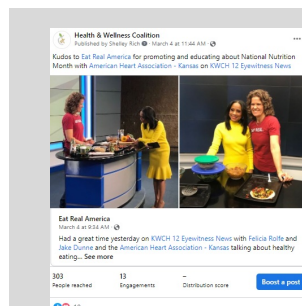 Health & Wellness Coalition
Published by Shelley Rich · March 4 at 11:44 AM ·
Kudos to Eat Real America for promoting and educating about National Nutrition
Month with American Heart Association - Kansas on KWCH 12 Eyewitness News
Eat Real America
March 4 at 9:34 AM ·
Had a great time yesterday on KWCH 12 Eyewitness News with Felicia Rolfe and
Jake Dunne and the American Heart Association - Kansas talking about healthy
eating... See more
303
People reached
13
Engagements
–
Distribution score
Boost a post